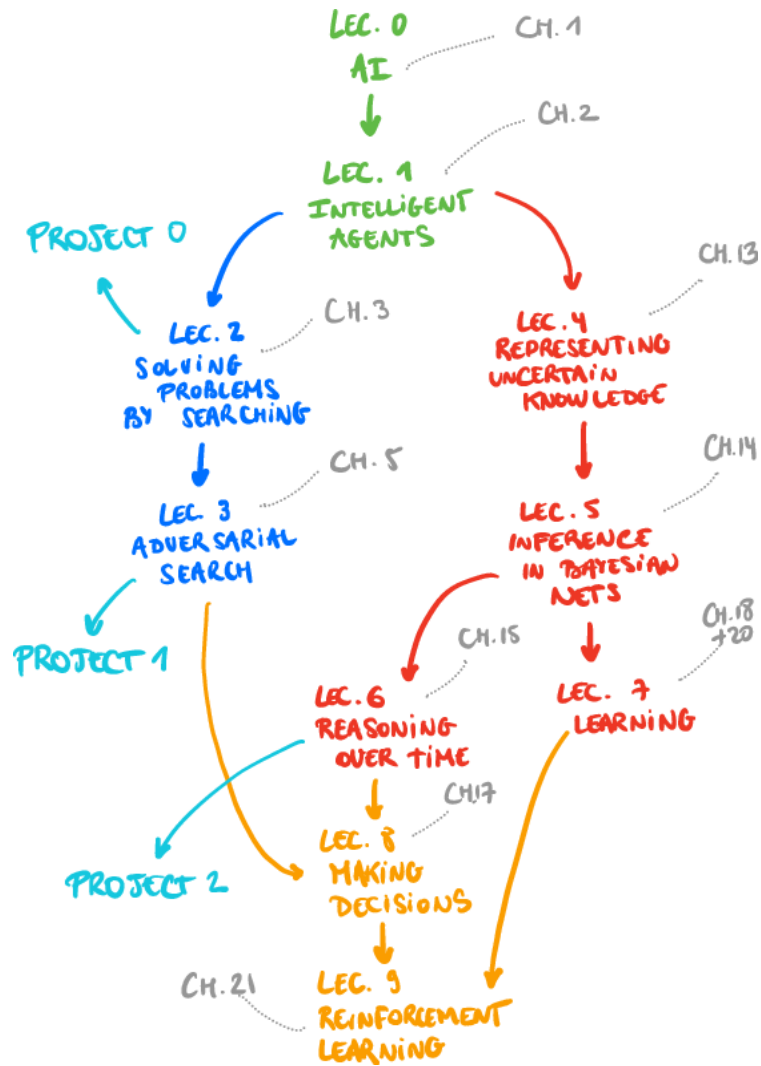 LEC. 0
CH. 1
AI
CH. 2
LEC. 1
INTELLIGENT
AGENTS
PROJECT 0
CH. 13
CH. 3
LEC. 2
SOLVING
PROBLEMS
BY SEARCHING
LEC. 4
REPRESENTING
UNCERTAIN
KNOWLEDGE
CH. 5
CH. 14
LEC. 3
ADVERSARIAL
SEARCH
LEC. 5
INFERENCE
IN BAYESIAN
NETS
PROJECT 1
CH. 15
CH. 18
+20
LEC. 6
REASONING
OVER TIME
LEC. 7
LEARNING
CH. 17
LEC. 8
MAKING
DECISIONS
PROJECT 2
CH. 21
LEC. 9
REINFORCEMENT
LEARNING